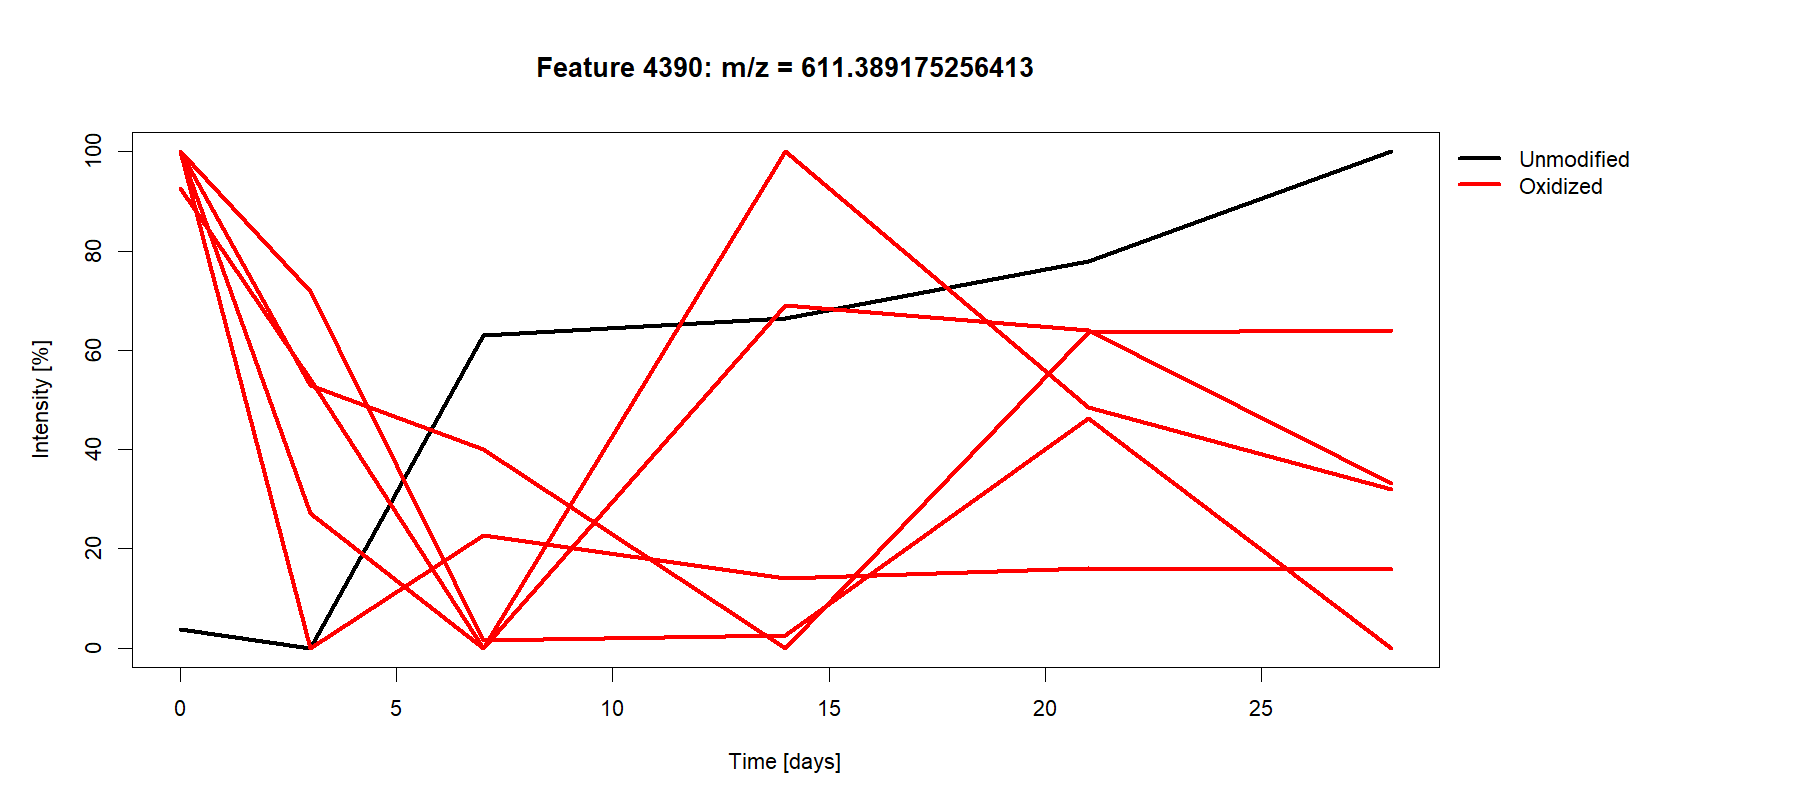 Feature 4390: m/z = 611.389175256413
Unmodified
Oxidized
Intensity [%]
100
80
60
40
20
0
0 5 10 15 20 25
Time [days]